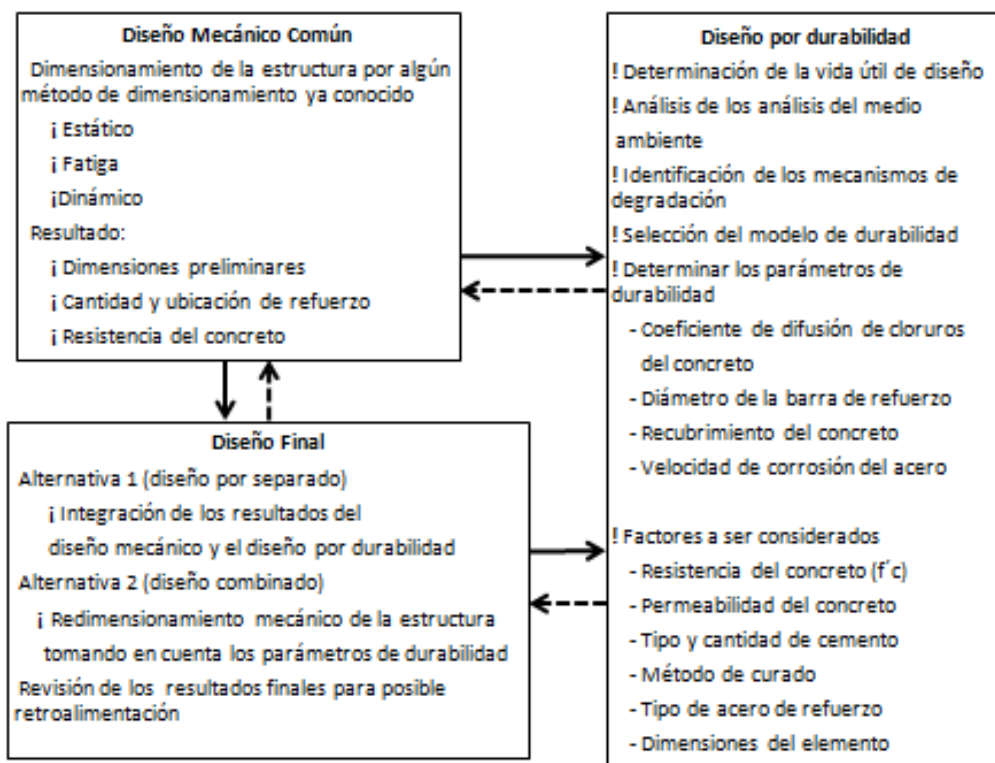 Diseño Mecánico Común
Dimensionamiento de la estructura por algún
método de dimensionamiento ya conocido
¡ Estático
¡ Fatiga
¡Dinámico
Resultado:
¡ Dimensiones preliminares
¡ Cantidad y ubicación de refuerzo
¡ Resistencia del concreto
Diseño Final
Alternativa 1 (diseño por separado)
¡ Integración de los resultados del
diseño mecánico y el diseño por durabilidad
Alternativa 2 (diseño combinado)
¡ Redimensionamiento mecánico de la estructura
tomando en cuenta los parámetros de durabilidad
Revisión de los resultados finales para posible
retroalimentación
Diseño por durabilidad
! Determinación de la vida útil de diseño
! Análisis de los análisis del medio
ambiente
! Identificación de los mecanismos de
degradación
! Selección del modelo de durabilidad
! Determinar los parámetros de
durabilidad
- Coeficiente de difusión de cloruros
del concreto
- Diámetro de la barra de refuerzo
- Recubrimiento del concreto
- Velocidad de corrosión del acero
! Factores a ser considerados
- Resistencia del concreto (f´c)
- Permeabilidad del concreto
- Tipo y cantidad de cemento
- Método de curado
- Tipo de acero de refuerzo
- Dimensiones del elemento